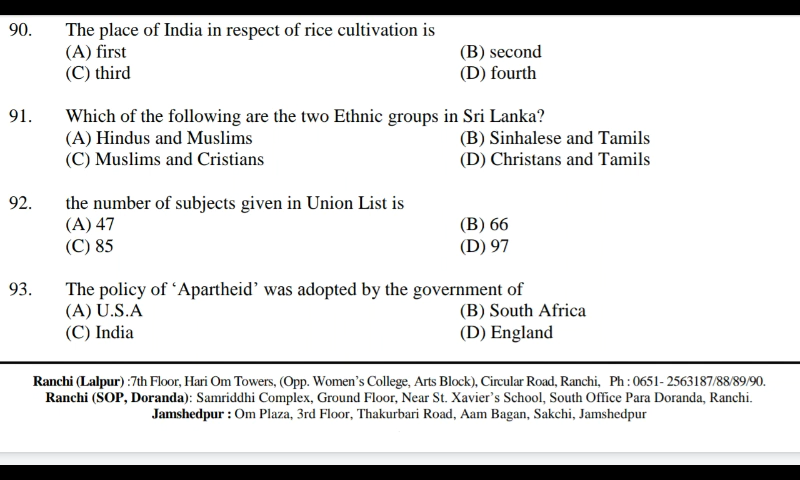 90. The place of India in respect of rice cultivation is
(A) first (B) second
(C) third (D) fourth
91. Which of the following are the two Ethnic groups in Sri Lanka?
(A) Hindus and Muslims (B) Sinhalese and Tamils
(C) Muslims and Cristians (D) Christans and Tamils
92. the number of subjects given in Union List is
(A) 47 (B) 66
(C) 85 (D) 97
93. The policy of ‘Apartheid’ was adopted by the government of
(A) U.S.A (B) South Africa
(C) India (D) England
Ranchi (Lalpur) :7th Floor, Hari Om Towers, (Opp. Women’s College, Arts Block), Circular Road, Ranchi, Ph : 0651- 2563187/88/89/90.
Ranchi (SOP, Doranda): Samriddhi Complex, Ground Floor, Near St. Xavier’s School, South Office Para Doranda, Ranchi.
Jamshedpur : Om Plaza, 3rd Floor, Thakurbari Road, Aam Bagan, Sakchi, Jamshedpur